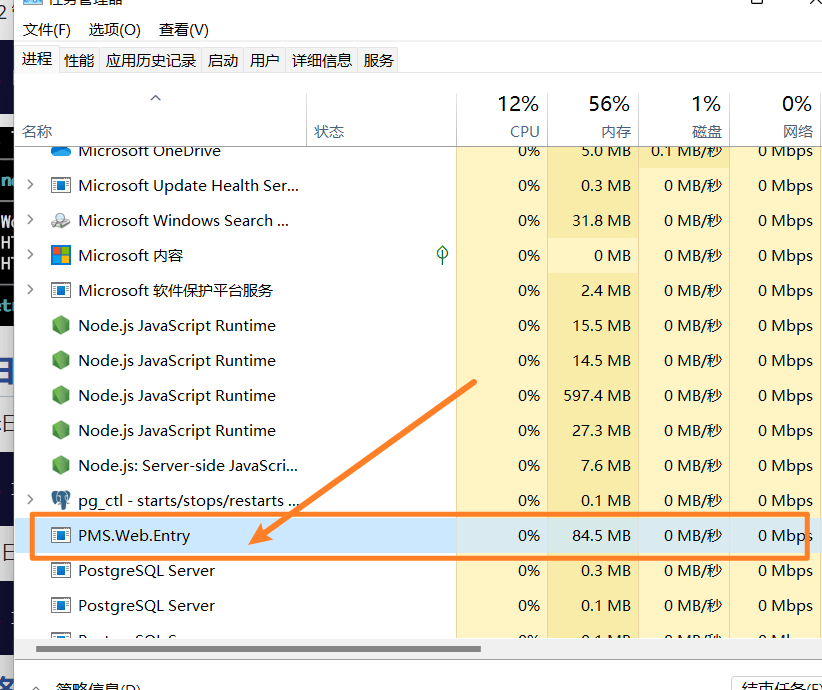 任务管理器
文件(F) 选项(O) 查看(V)
进程 性能 应用历史记录 启动 用户 详细信息 服务
12% 56% 1% 0%
名称 状态 CPU 内存 磁盘 网络
Microsoft OneDrive 0% 5.0 MB 0.1 MB/秒 0 Mbps
Microsoft Update Health Ser... 0% 0.3 MB 0 MB/秒 0 Mbps
Microsoft Windows Search ... 0% 31.8 MB 0 MB/秒 0 Mbps
Microsoft 内容 0% 0 MB 0 MB/秒 0 Mbps
Microsoft 软件保护平台服务 0% 2.4 MB 0 MB/秒 0 Mbps
Node.js JavaScript Runtime 0% 15.5 MB 0 MB/秒 0 Mbps
Node.js JavaScript Runtime 0% 14.5 MB 0 MB/秒 0 Mbps
Node.js JavaScript Runtime 0% 597.4 MB 0 MB/秒 0 Mbps
Node.js JavaScript Runtime 0% 27.3 MB 0 MB/秒 0 Mbps
Node.js: Server-side JavaScri... 0% 7.6 MB 0 MB/秒 0 Mbps
pg_ctl - starts/stops/restarts ... 0% 0.1 MB 0 MB/秒 0 Mbps
PMS.Web.Entry 0% 84.5 MB 0 MB/秒 0 Mbps
PostgreSQL Server 0% 0.3 MB 0 MB/秒 0 Mbps
PostgreSQL Server 0% 0.1 MB 0 MB/秒 0 Mbps
简略信息(D) 结束任务(E)